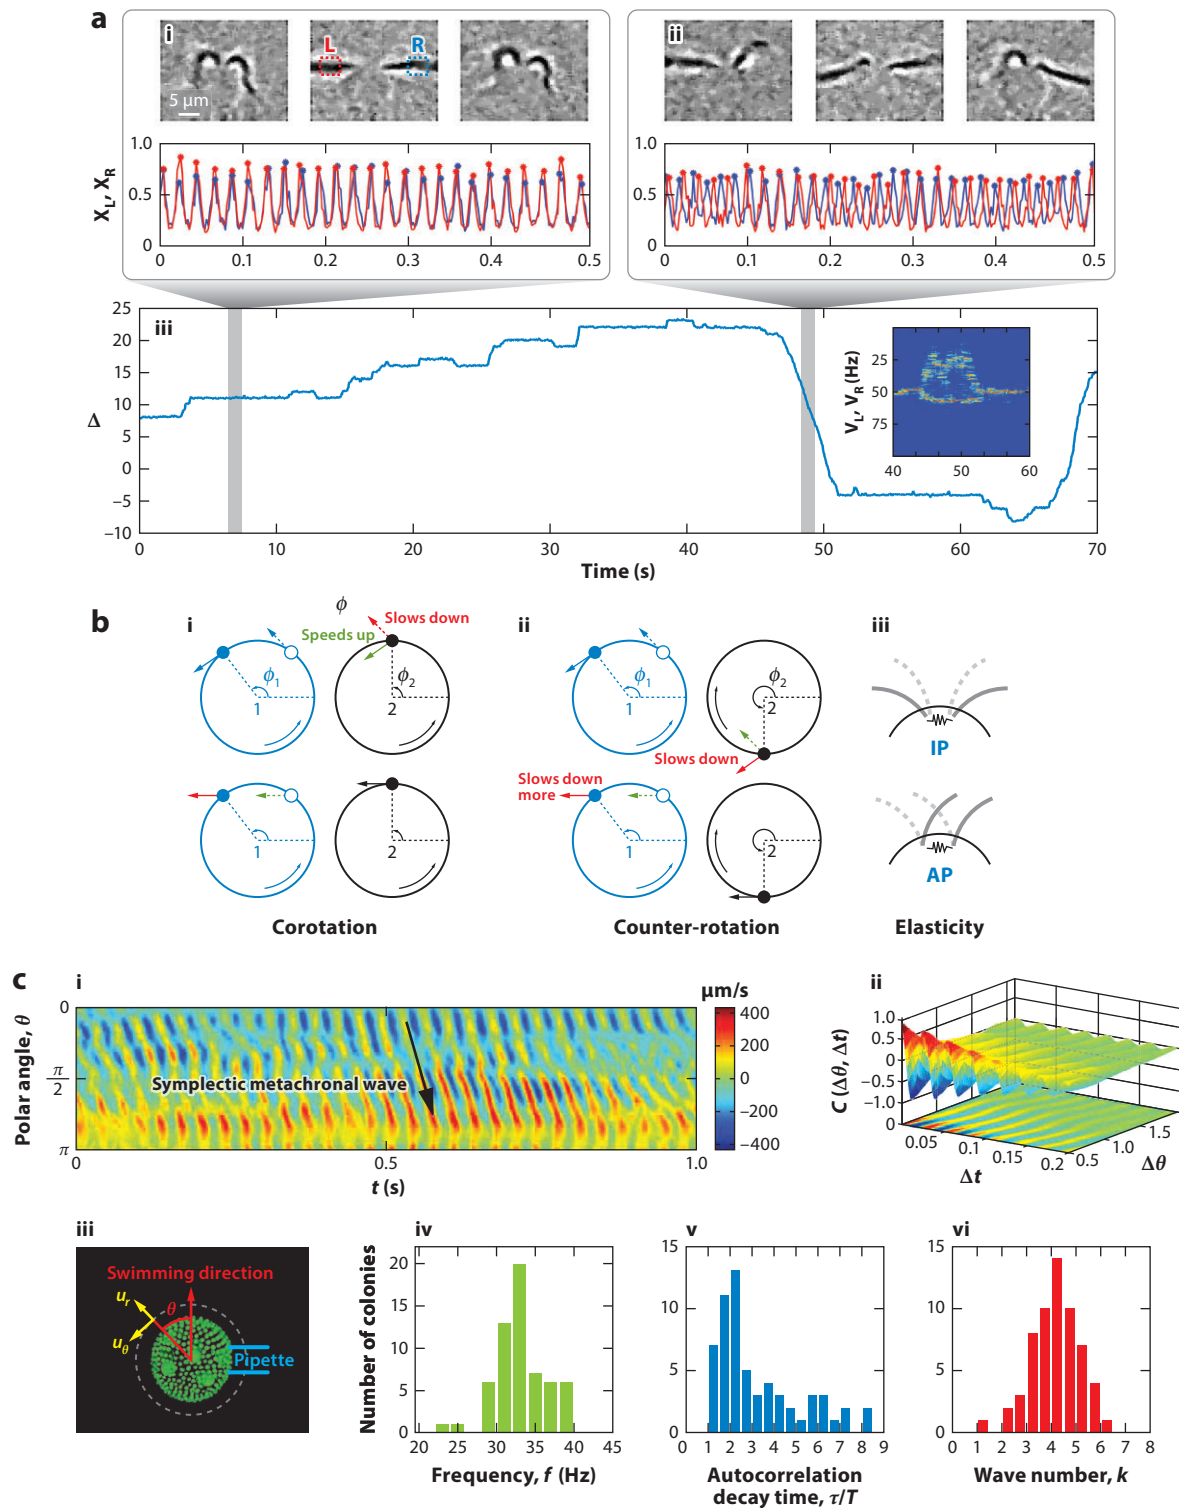 a
i
L
R
5 μm
ii
X_L, X_R
1.0
0.5
0
0
0.1
0.2
0.3
0.4
0.5
1.0
0.5
0
0
0.1
0.2
0.3
0.4
0.5
iii
Δ
25
20
15
10
5
0
−5
−10
0
10
20
30
40
50
60
70
Time (s)
V_L, V_R (Hz)
25
50
75
40
50
60
b
i
ϕ
Slows down
Speeds up
ϕ_1
ϕ_2
1
2
1
2
Corotation
ii
ϕ_1
ϕ_2
1
2
Slows down
Slows down
more
1
2
Counter-rotation
iii
IP
AP
Elasticity
c
i
Polar angle, θ
0
π
2
π
Symplectic metachronal wave
0
0.5
1.0
t (s)
μm/s
400
200
0
−200
−400
ii
C (Δθ, Δt)
1.0
0.5
0
−0.5
−1.0
0
0.05
0.1
0.15
0.2
Δt
0.5
1.0
1.5
Δθ
iii
Swimming direction
u_r
θ
u_θ
Pipette
iv
Number of colonies
20
15
10
5
0
20
25
30
35
40
45
Frequency, f (Hz)
v
15
10
5
0
0
1
2
3
4
5
6
7
8
9
Autocorrelation
decay time, τ/T
vi
15
10
5
0
0
1
2
3
4
5
6
7
8
Wave number, k